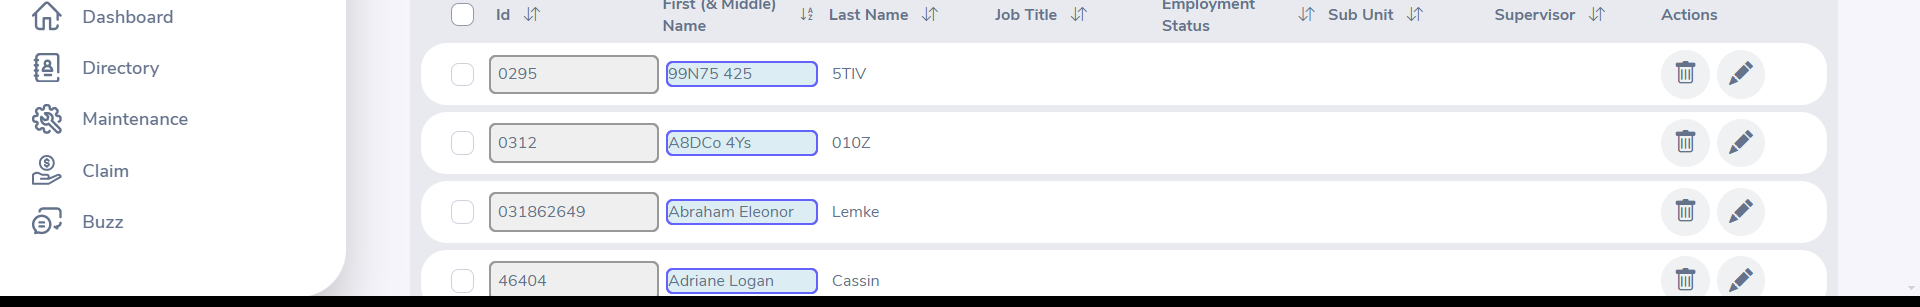 Dashboard
Directory
Maintenance
Claim
Buzz
Id First (& Middle) Name Last Name Job Title Employment Status Sub Unit Supervisor Actions
0295 99N75 425 5TIV
0312 A8DCo 4Ys 010Z
031862649 Abraham Eleonor Lemke
46404 Adriane Logan Cassin